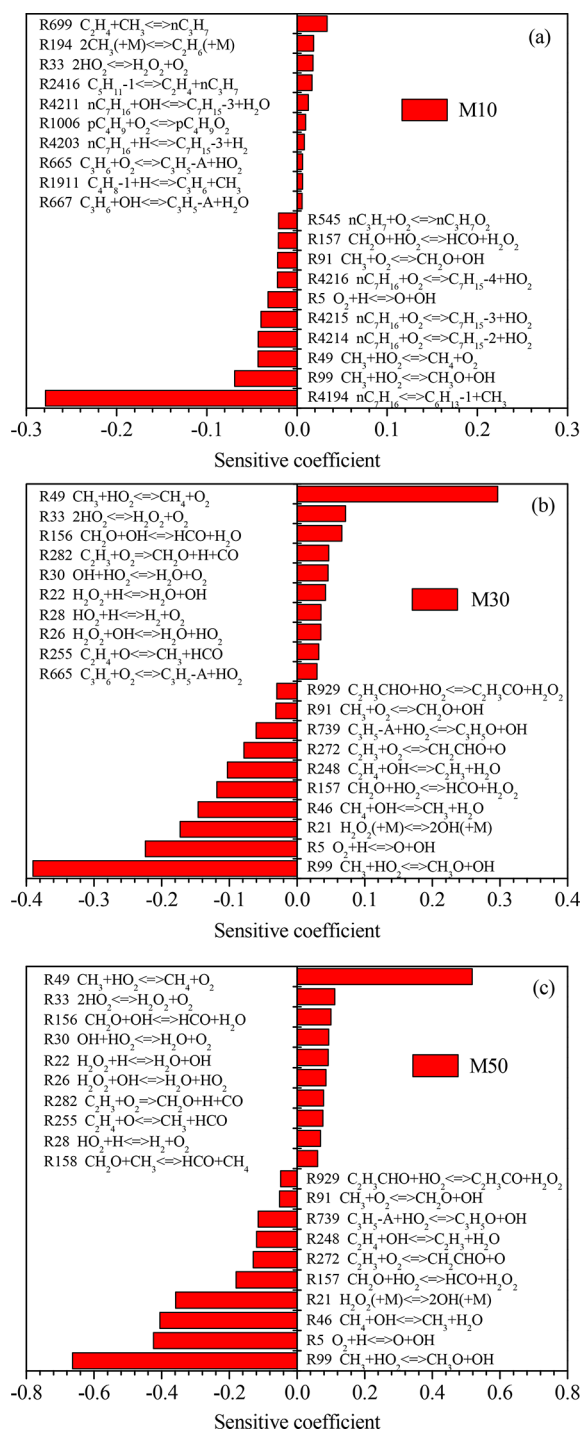 (a)
R699 C₂H₄+CH₃<=>nC₃H₇
R194 2CH₃(+M)<=>C₂H₆(+M)
R33 2HO₂<=>H₂O₂+O₂
R2416 C₅H₁₁-1<=>C₂H₄+nC₃H₇
R4211 nC₇H₁₆+OH<=>C₇H₁₅-3+H₂O
M10
R1006 pC₄H₉+O₂<=>pC₄H₉O₂
R4203 nC₇H₁₆+H<=>C₇H₁₅-3+H₂
R665 C₃H₆+O₂<=>C₃H₅-A+HO₂
R1911 C₄H₈-1+H<=>C₃H₆+CH₃
R667 C₃H₆+OH<=>C₃H₅-A+H₂O
R545 nC₃H₇+O₂<=>nC₃H₇O₂
R157 CH₂O+HO₂<=>HCO+H₂O₂
R91 CH₃+O₂<=>CH₂O+OH
R4216 nC₇H₁₆+O₂<=>C₇H₁₅-4+HO₂
R5 O₂+H<=>O+OH
R4215 nC₇H₁₆+O₂<=>C₇H₁₅-3+HO₂
R4214 nC₇H₁₆+O₂<=>C₇H₁₅-2+HO₂
R49 CH₃+HO₂<=>CH₄+O₂
R99 CH₃+HO₂<=>CH₃O+OH
R4194 nC₇H₁₆<=>C₆H₁₃-1+CH₃
-0.3 -0.2 -0.1 0.0 0.1 0.2 0.3
Sensitive coefficient
(b)
R49 CH₃+HO₂<=>CH₄+O₂
R33 2HO₂<=>H₂O₂+O₂
R156 CH₂O+OH<=>HCO+H₂O
R282 C₂H₃+O₂=>CH₂O+H+CO
R30 OH+HO₂<=>H₂O+O₂
R22 H₂O₂+H<=>H₂O+OH
M30
R28 HO₂+H<=>H₂+O₂
R26 H₂O₂+OH<=>H₂O+HO₂
R255 C₂H₄+O<=>CH₃+HCO
R665 C₃H₆+O₂<=>C₃H₅-A+HO₂
R929 C₂H₃CHO+HO₂<=>C₂H₃CO+H₂O₂
R91 CH₃+O₂<=>CH₂O+OH
R739 C₃H₅-A+HO₂<=>C₃H₅O+OH
R272 C₂H₃+O₂<=>CH₂CHO+O
R248 C₂H₄+OH<=>C₂H₃+H₂O
R157 CH₂O+HO₂<=>HCO+H₂O₂
R46 CH₄+OH<=>CH₃+H₂O
R21 H₂O₂(+M)<=>2OH(+M)
R5 O₂+H<=>O+OH
R99 CH₃+HO₂<=>CH₃O+OH
-0.4 -0.3 -0.2 -0.1 0.0 0.1 0.2 0.3 0.4
Sensitive coefficient
(c)
R49 CH₃+HO₂<=>CH₄+O₂
R33 2HO₂<=>H₂O₂+O₂
R156 CH₂O+OH<=>HCO+H₂O
R30 OH+HO₂<=>H₂O+O₂
R22 H₂O₂+H<=>H₂O+OH
M50
R26 H₂O₂+OH<=>H₂O+HO₂
R282 C₂H₃+O₂=>CH₂O+H+CO
R255 C₂H₄+O<=>CH₃+HCO
R28 HO₂+H<=>H₂+O₂
R158 CH₂O+CH₃<=>HCO+CH₄
R929 C₂H₃CHO+HO₂<=>C₂H₃CO+H₂O₂
R91 CH₃+O₂<=>CH₂O+OH
R739 C₃H₅-A+HO₂<=>C₃H₅O+OH
R248 C₂H₄+OH<=>C₂H₃+H₂O
R272 C₂H₃+O₂<=>CH₂CHO+O
R157 CH₂O+HO₂<=>HCO+H₂O₂
R21 H₂O₂(+M)<=>2OH(+M)
R46 CH₄+OH<=>CH₃+H₂O
R5 O₂+H<=>O+OH
R99 CH₃+HO₂<=>CH₃O+OH
-0.8 -0.6 -0.4 -0.2 0.0 0.2 0.4 0.6 0.8
Sensitive coefficient